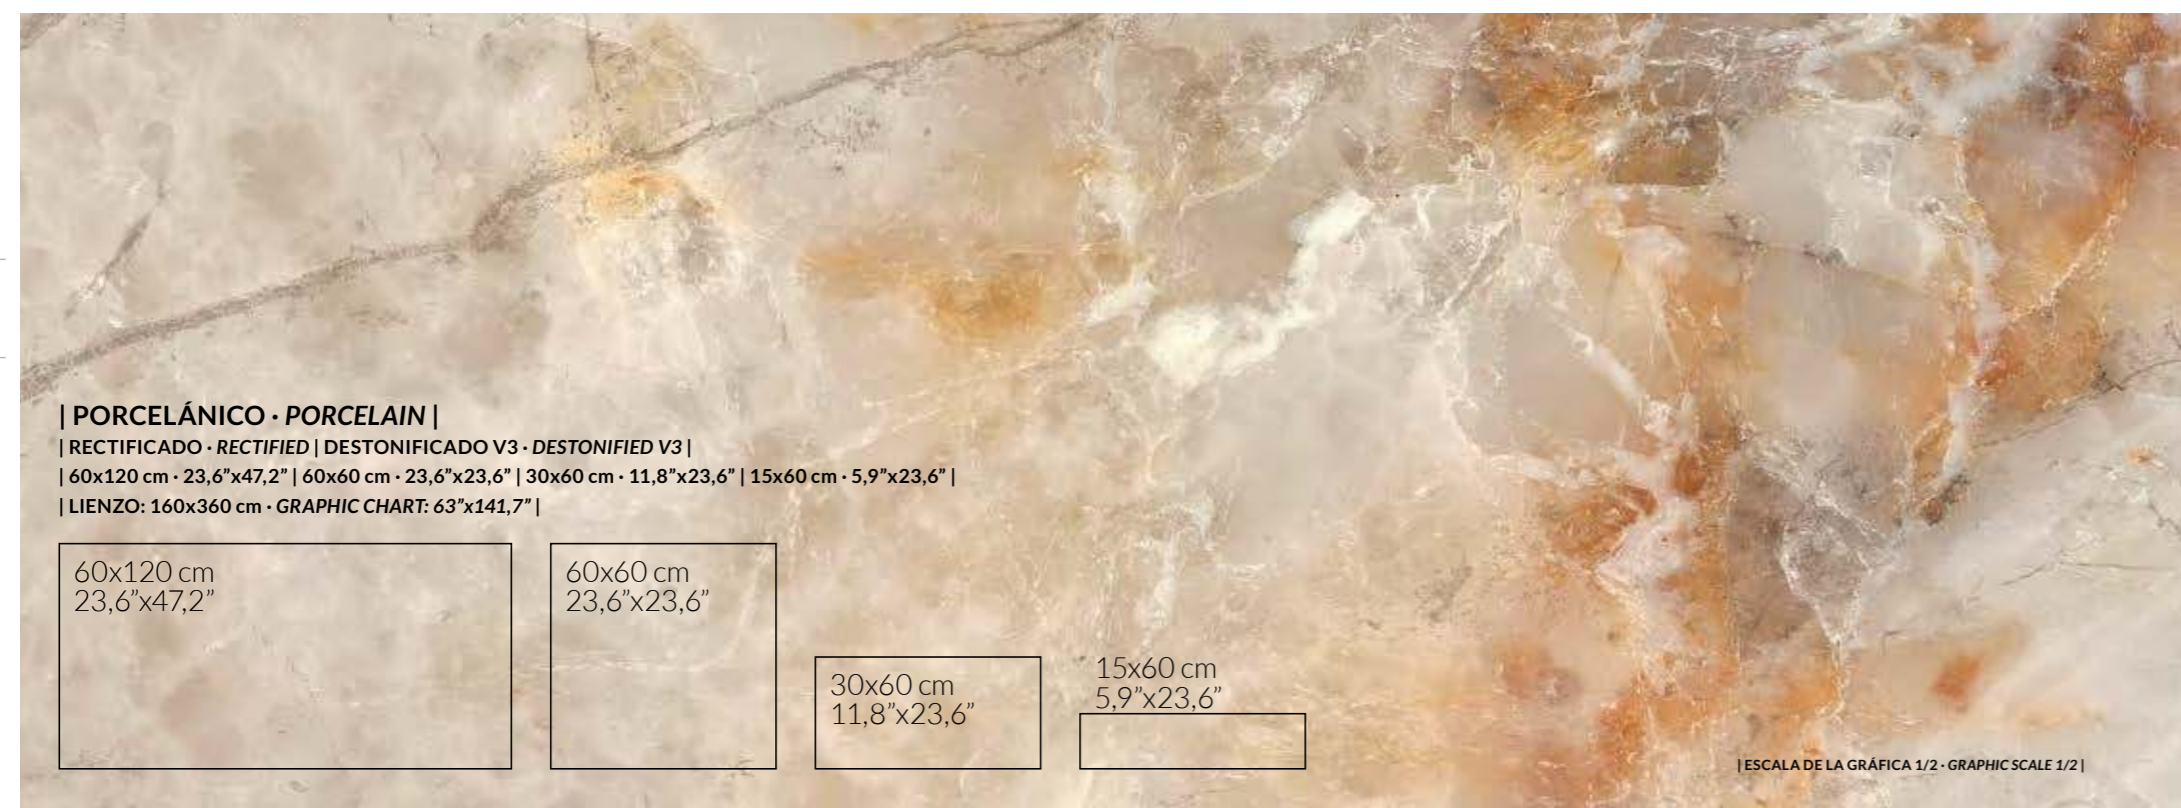 | PORCELÁNICO · PORCELAIN |
| RECTIFICADO · RECTIFIED | DESTONIFICADO V3 · DESTONIFIED V3 |
| 60x120 cm · 23,6”x47,2” | 60x60 cm · 23,6”x23,6” | 30x60 cm · 11,8”x23,6” | 15x60 cm · 5,9”x23,6” |
| LIENZO: 160x360 cm · GRAPHIC CHART: 63”x141,7” |
60x120 cm
23,6”x47,2”
60x60 cm
23,6”x23,6”
30x60 cm
11,8”x23,6”
15x60 cm
5,9”x23,6”
| ESCALA DE LA GRÁFICA 1/2 · GRAPHIC SCALE 1/2 |